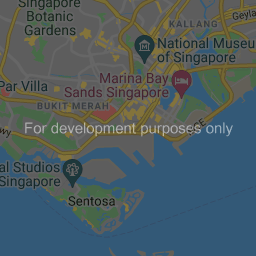 Singapore
Botanic
Gardens
KALLANG
Geyla
National Museu
of Singapore
Par Villa
Marina Bay
Sands Singapore
BUKIT MERAH
For development purposes only
al Studios
Singapore
Sentosa